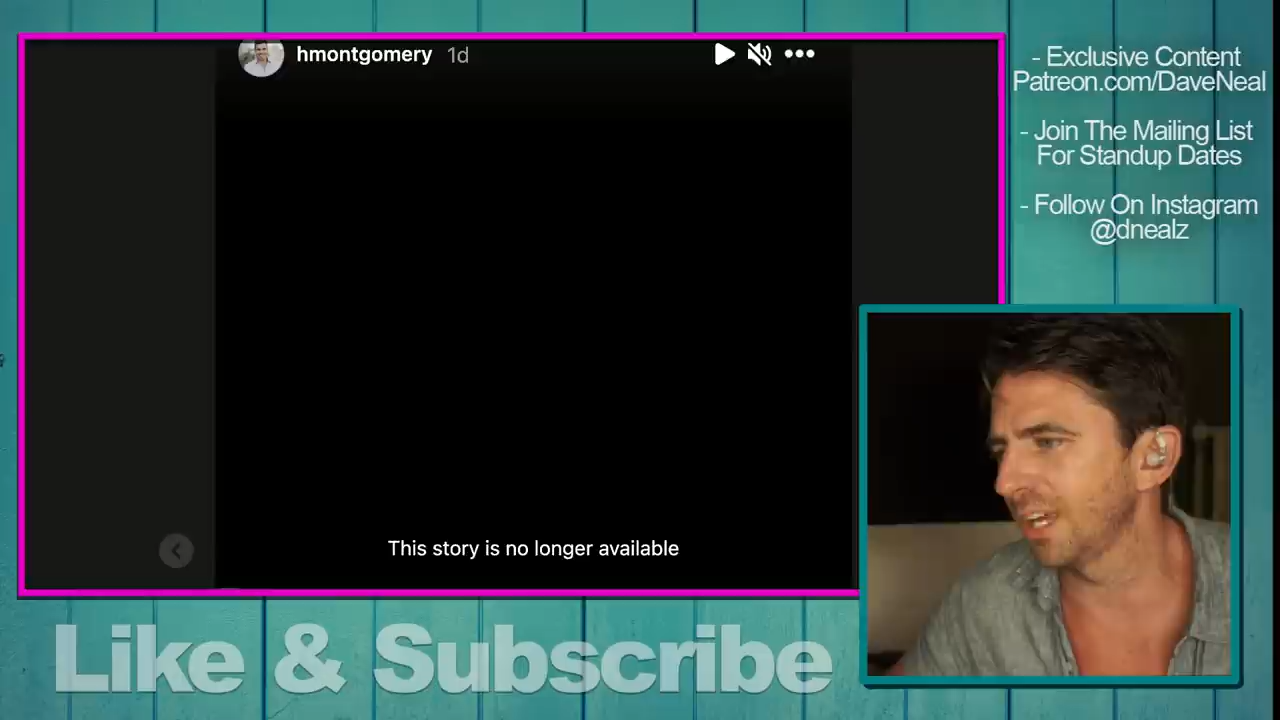 hmontgomery 1d
This story is no longer available
- Exclusive Content
Patreon.com/DaveNeal
- Join The Mailing List
For Standup Dates
- Follow On Instagram
@dnealz
Like & Subscribe